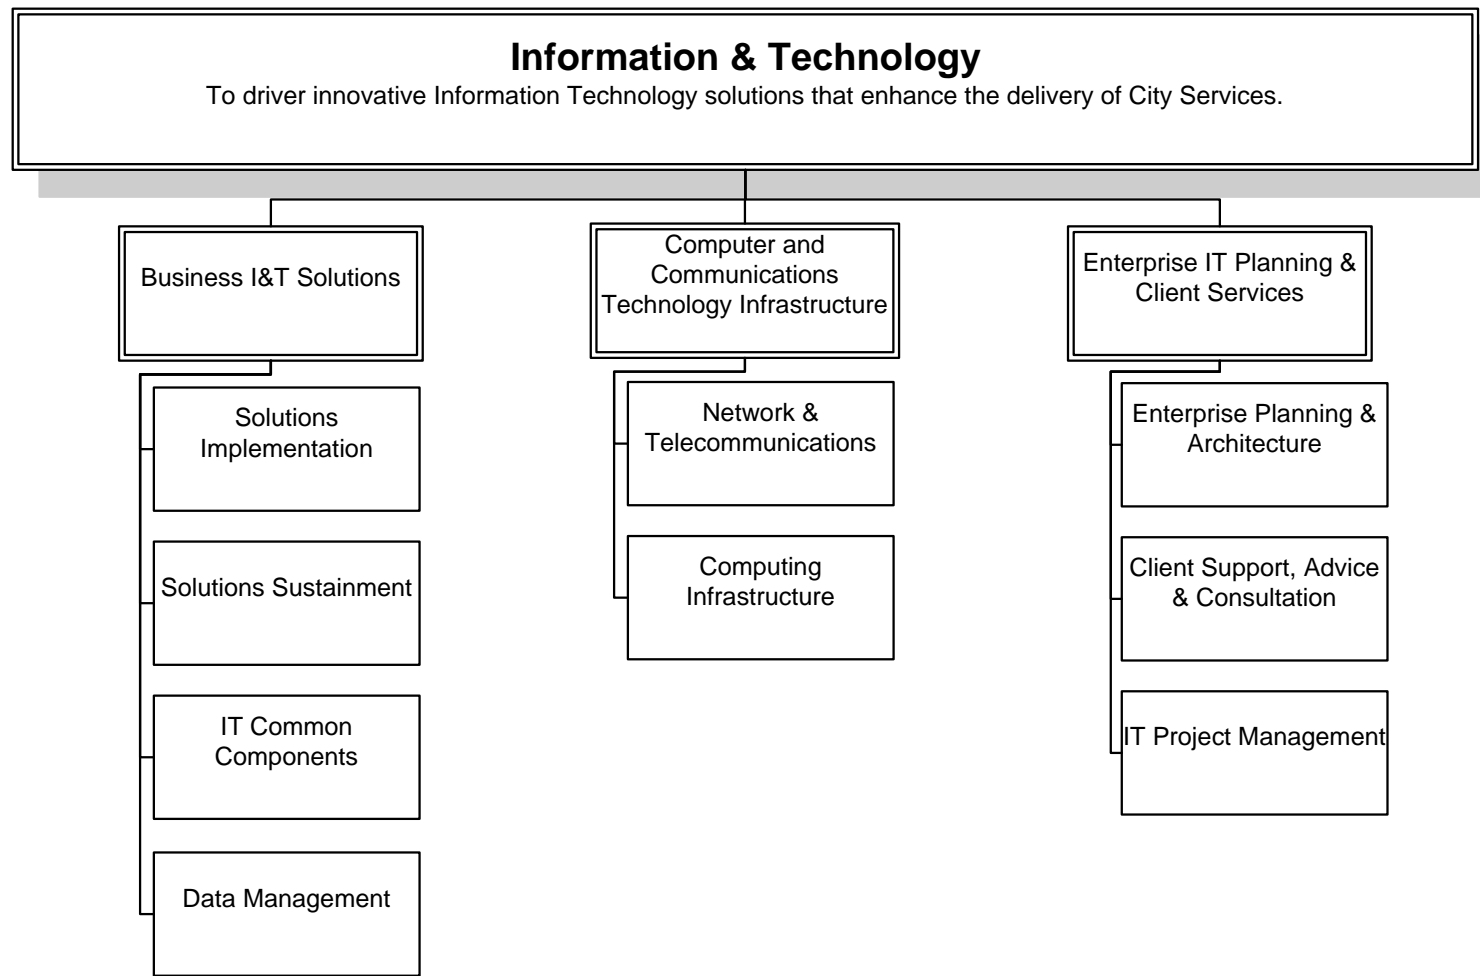 Information & Technology
To driver innovative Information Technology solutions that enhance the delivery of City Services.
Business I&T Solutions
Computer and
Communications
Technology Infrastructure
Enterprise IT Planning &
Client Services
Solutions
Implementation
Solutions Sustainment
IT Common
Components
Data Management
Network &
Telecommunications
Computing
Infrastructure
Enterprise Planning &
Architecture
Client Support, Advice
& Consultation
IT Project Management